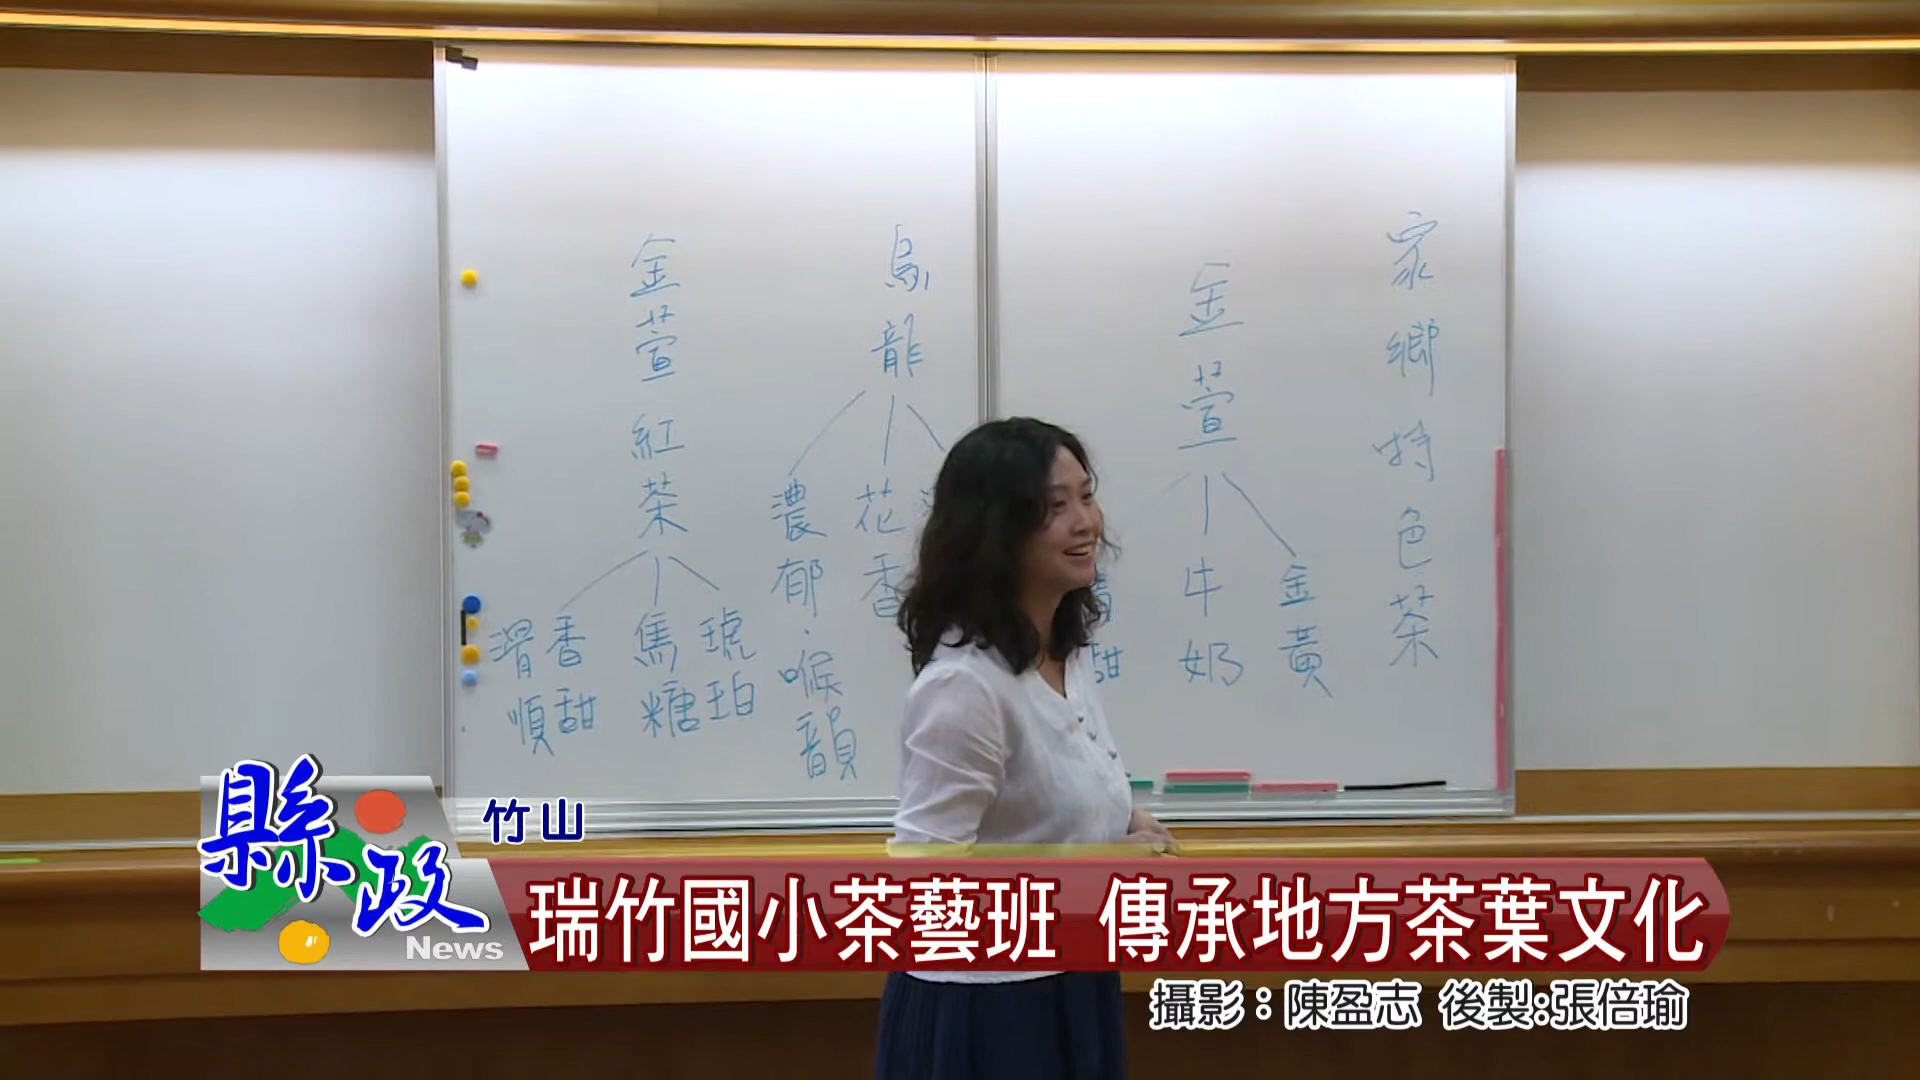 家鄉特色茶
金萱
金黃
牛奶
甜
烏龍
花香
濃郁、喉韻
金萱紅茶
琥珀
馬糖
香甜
滑順
縣政
News
竹山
瑞竹國小茶藝班 傳承地方茶葉文化
攝影：陳盈志 後製:張倍瑜